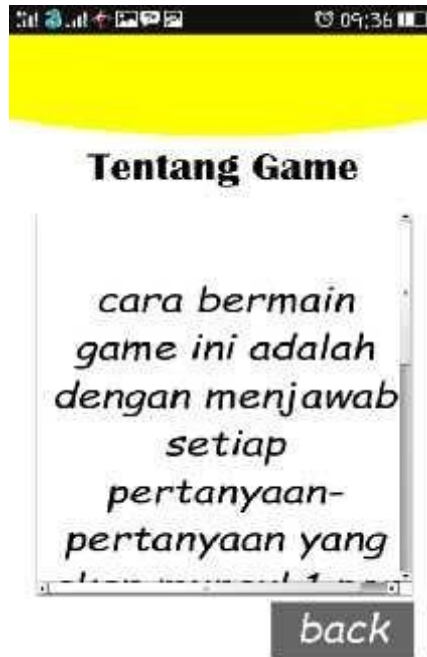 09:36
Tentang Game
cara bermain
game ini adalah
dengan menjawab
setiap
pertanyaan-
pertanyaan yang
back